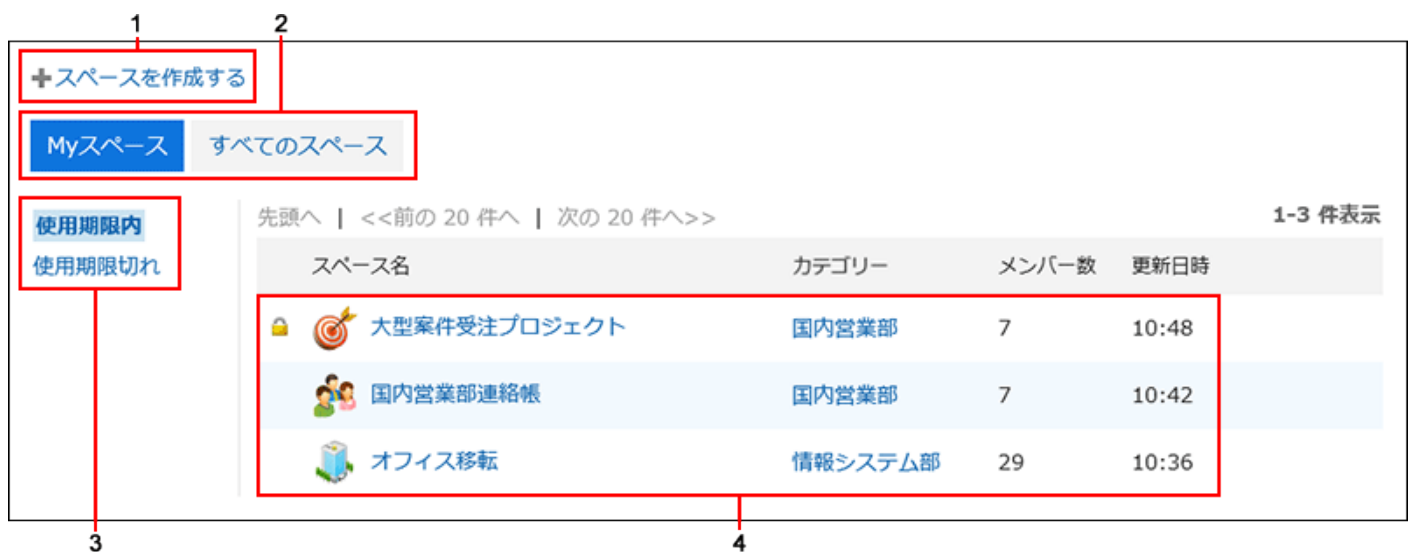 1 2
スペースを作成する
Myスペース すべてのスペース
使用期限内
使用期限切れ
先頭へ | <<前の 20 件へ | 次の 20 件へ>> 1-3 件表示
スペース名 カテゴリー メンバー数 更新日時
大型案件受注プロジェクト 国内営業部 7 10:48
国内営業部連絡帳 国内営業部 7 10:42
オフィス移転 情報システム部 29 10:36
3 4